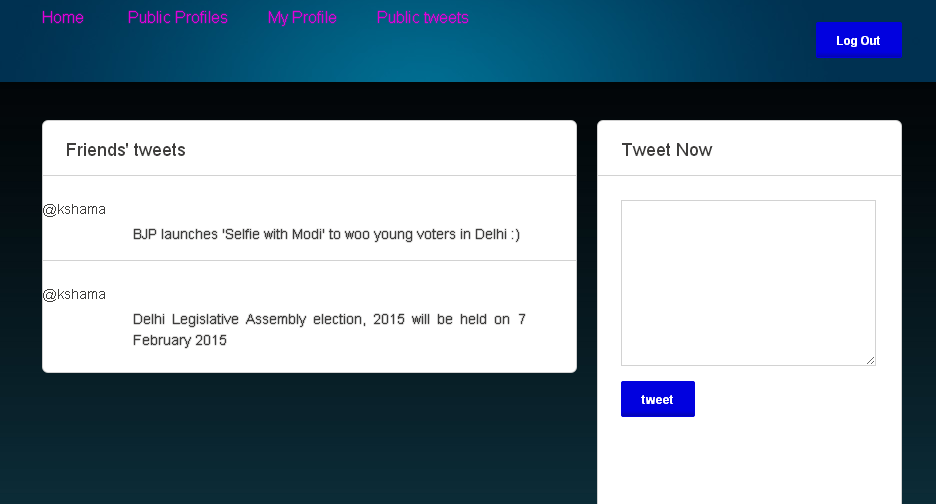 Home Public Profiles My Profile Public tweets
Log Out
Friends' tweets
@kshama
BJP launches 'Selfie with Modi' to woo young voters in Delhi :)
@kshama
Delhi Legislative Assembly election, 2015 will be held on 7
February 2015
Tweet Now
tweet